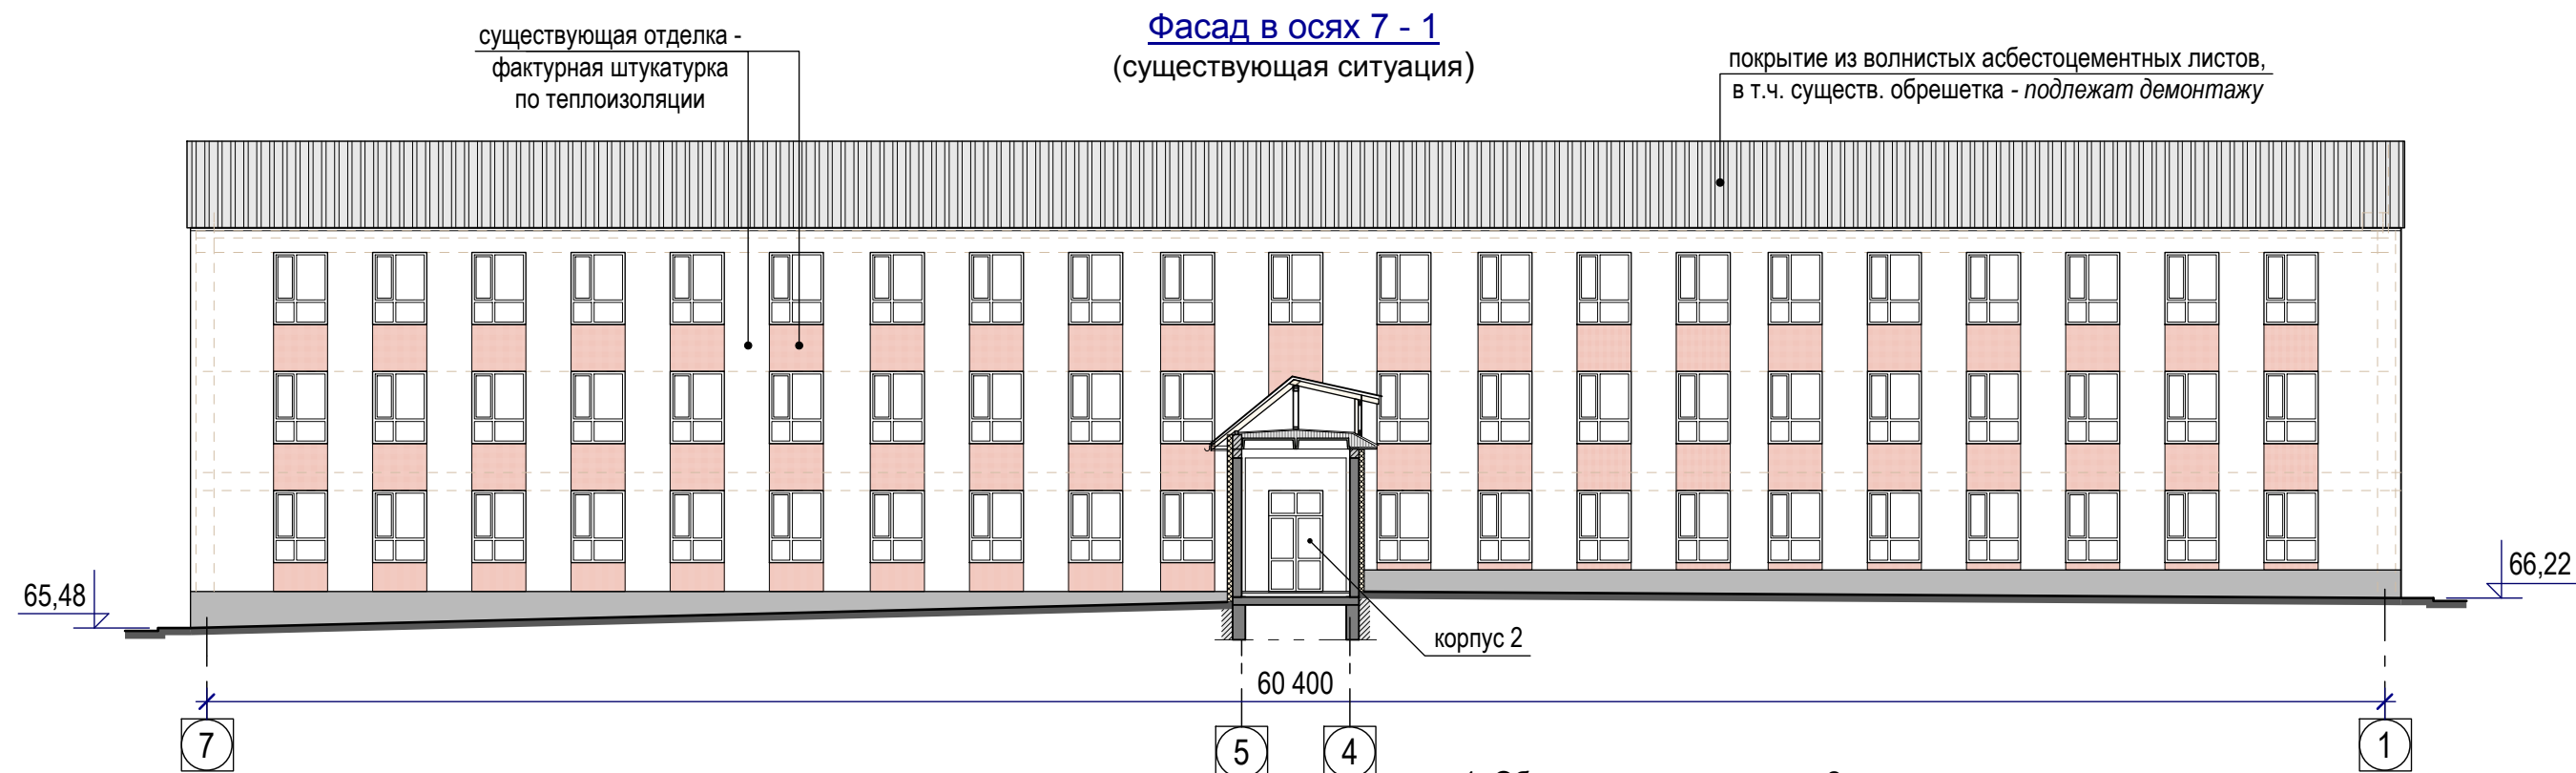 Фасад в осях 7 - 1
(существующая ситуация)
существующая отделка -
фактурная штукатурка
по теплоизоляции
покрытие из волнистых асбестоцементных листов,
в т.ч. существ. обрешетка - подлежат демонтажу
65,48
66,22
корпус 2
60 400
7
5
4
1